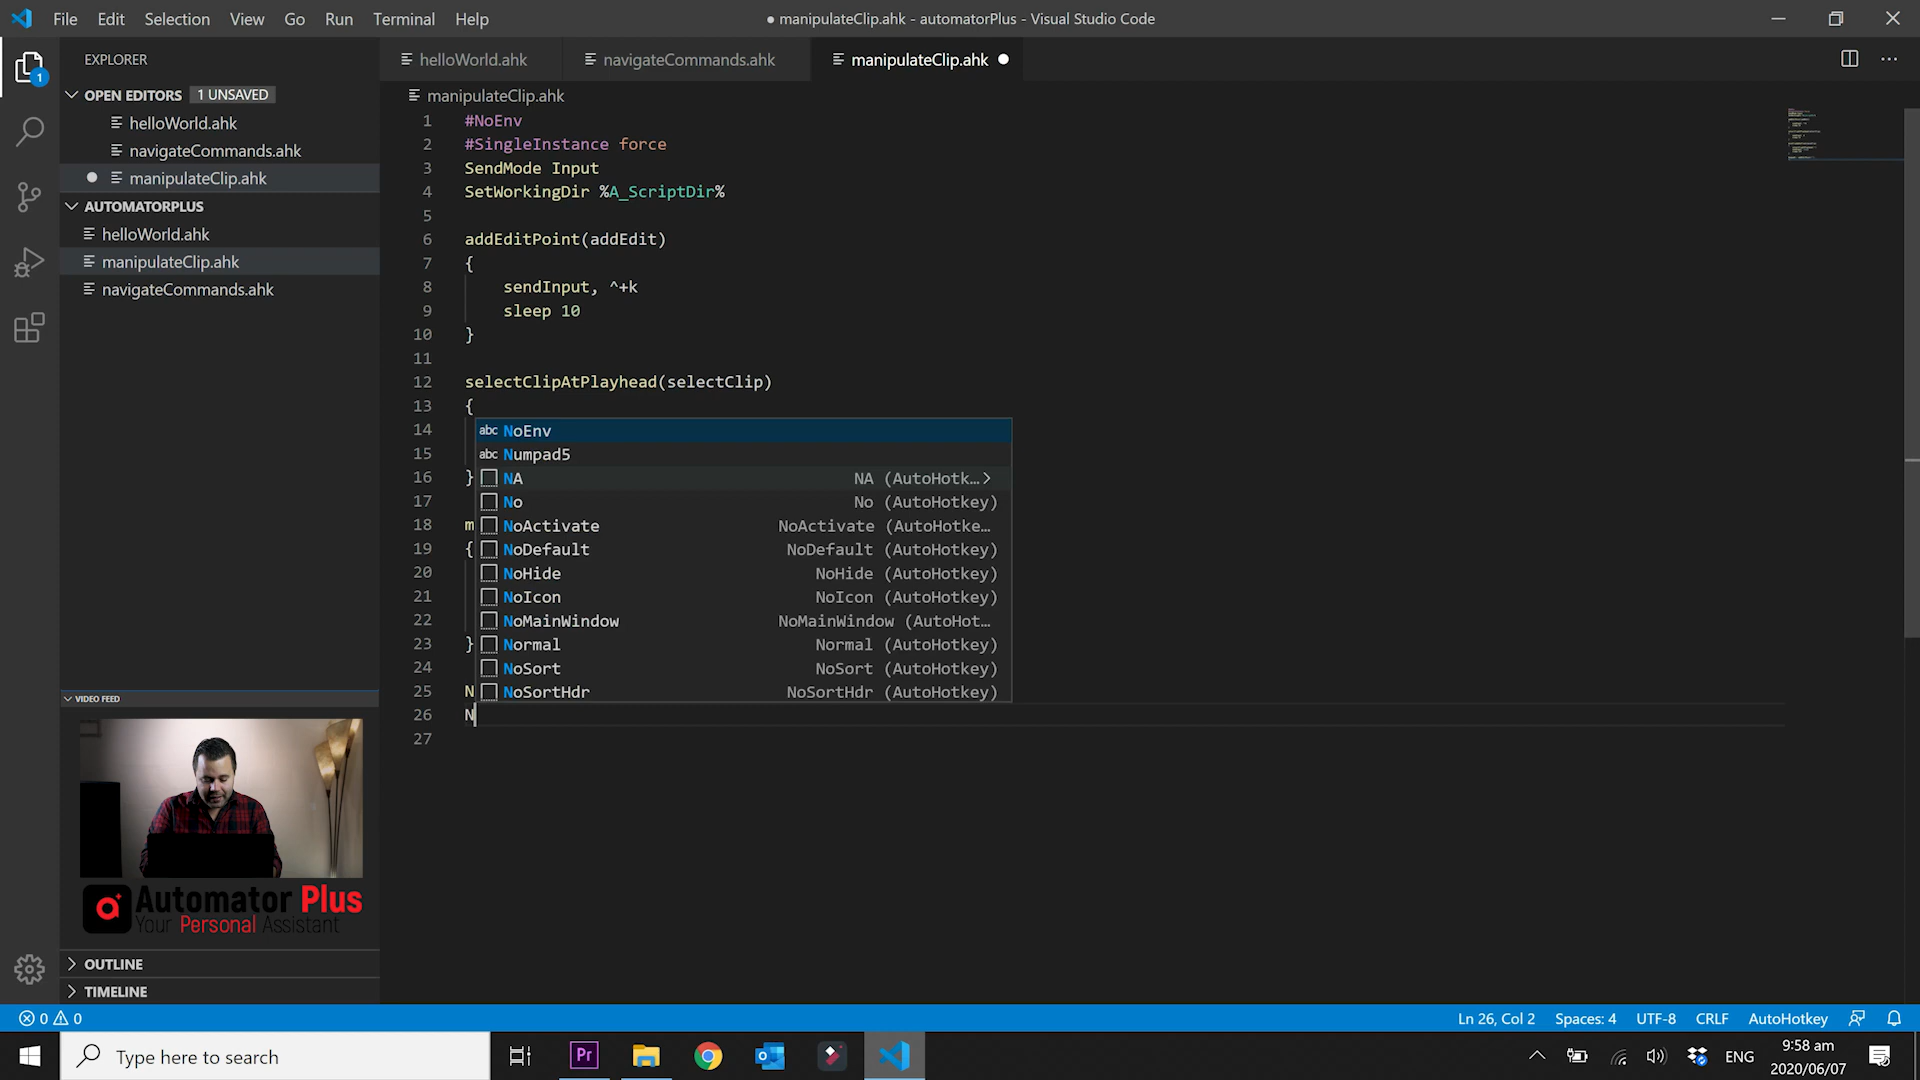 File Edit Selection View Go Run Terminal Help
● manipulateClip.ahk - automatorPlus - Visual Studio Code
EXPLORER
1
OPEN EDITORS 1 UNSAVED
helloWorld.ahk
navigateCommands.ahk
manipulateClip.ahk
AUTOMATORPLUS
helloWorld.ahk
manipulateClip.ahk
navigateCommands.ahk
VIDEO FEED
Automator Plus
Your Personal Assistant
OUTLINE
TIMELINE
helloWorld.ahk navigateCommands.ahk manipulateClip.ahk
manipulateClip.ahk
1 #NoEnv
2 #SingleInstance force
3 SendMode Input
4 SetWorkingDir %A_ScriptDir%
5
6 addEditPoint(addEdit)
7 {
8 sendInput, ^+k
9 sleep 10
10 }
11
12 selectClipAtPlayhead(selectClip)
13 {
14
15
16 }
17
18 m
19 {
20
21
22
23 }
24
25 N
26 N
27
abc NoEnv
abc Numpad5
NA NA (AutoHotk…
No No (AutoHotkey)
NoActivate NoActivate (AutoHotke…
NoDefault NoDefault (AutoHotkey)
NoHide NoHide (AutoHotkey)
NoIcon NoIcon (AutoHotkey)
NoMainWindow NoMainWindow (AutoHot…
Normal Normal (AutoHotkey)
NoSort NoSort (AutoHotkey)
NoSortHdr NoSortHdr (AutoHotkey)
0 0
Ln 26, Col 2 Spaces: 4 UTF-8 CRLF AutoHotkey
Type here to search
Pr
ENG
9:58 am
2020/06/07